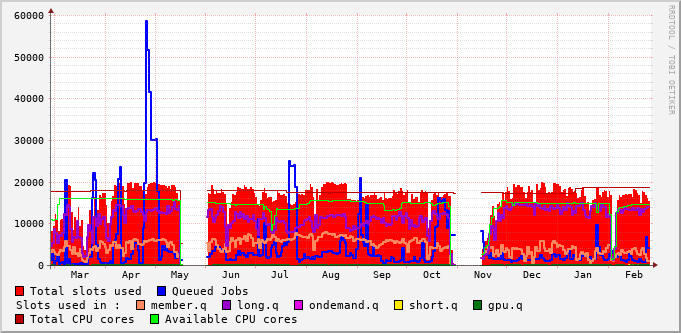 60000
50000
40000
30000
20000
10000
0
Mar Apr May Jun Jul Aug Sep Oct Nov Dec Jan Feb
RRDTOOL / TOBI OETIKER
Total slots used Queued Jobs
Slots used in : member.q long.q ondemand.q short.q gpu.q
Total CPU cores Available CPU cores